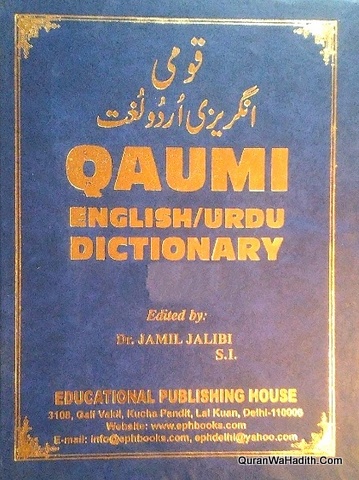 قومی
انگریزی اُردو لُغت
QAUMI
ENGLISH/URDU
DICTIONARY
Edited by:
Dr. JAMIL JALIBI
S.I.
EDUCATIONAL PUBLISHING HOUSE
3108, Gali Vakil, Kucha Pandit, Lal Kuan, Delhi-110006
Website: www.ephbooks.com
E-mail: info@ephbooks.com, ephdelhi@yahoo.com
QuranWaHadith.Com